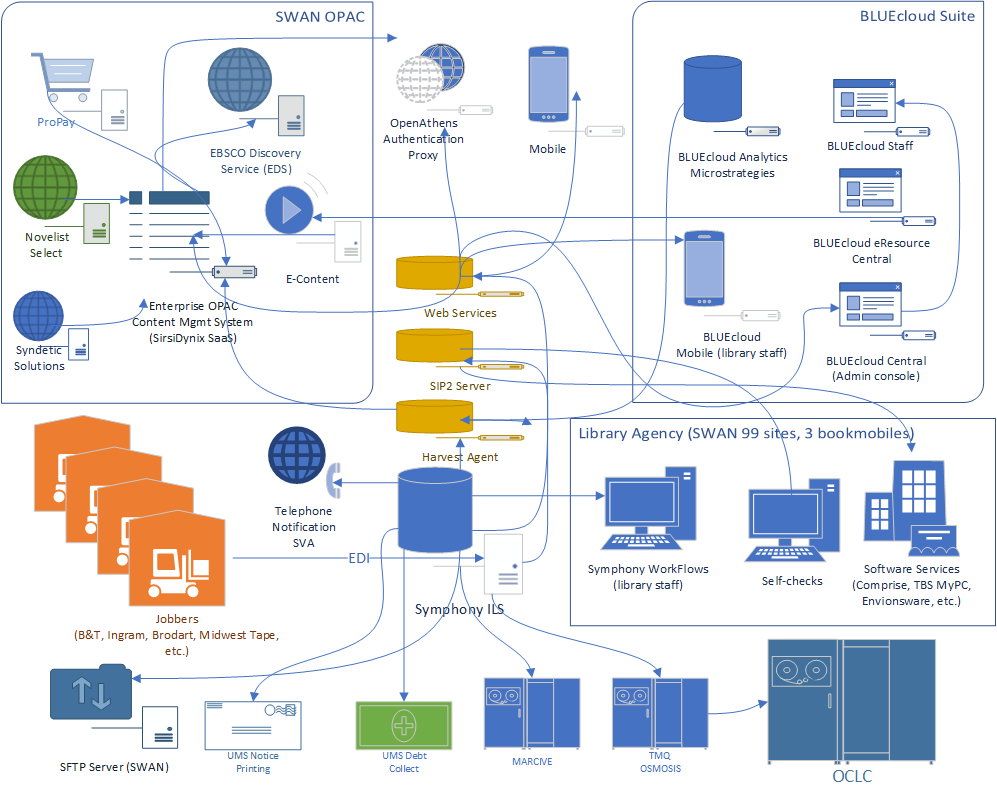 SWAN OPAC
BLUEcloud Suite
ProPay
EBSCO Discovery
Service (EDS)
OpenAthens
Authentication
Proxy
Mobile
BLUEcloud Analytics
Microstrategies
BLUEcloud Staff
Novelist
Select
E-Content
BLUEcloud eResource
Central
Enterprise OPAC
Content Mgmt System
(SirsiDynix SaaS)
Syndetic
Solutions
Web Services
BLUEcloud
Mobile (library staff)
BLUEcloud Central
(Admin console)
SIP2 Server
Harvest Agent
Library Agency (SWAN 99 sites, 3 bookmobiles)
Telephone
Notification
SVA
EDI
Symphony ILS
Symphony WorkFlows
(library staff)
Self-checks
Software Services
(Comprise, TBS MyPC,
Envionsware, etc.)
Jobbers
(B&T, Ingram, Brodart, Midwest Tape,
etc.)
SFTP Server (SWAN)
UMS Notice
Printing
UMS Debt
Collect
MARCIVE
TMQ
OSMOSIS
OCLC